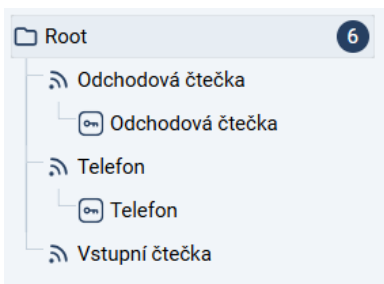 Root 6
Odchodová čtečka
Odchodová čtečka
Telefon
Telefon
Vstupní čtečka